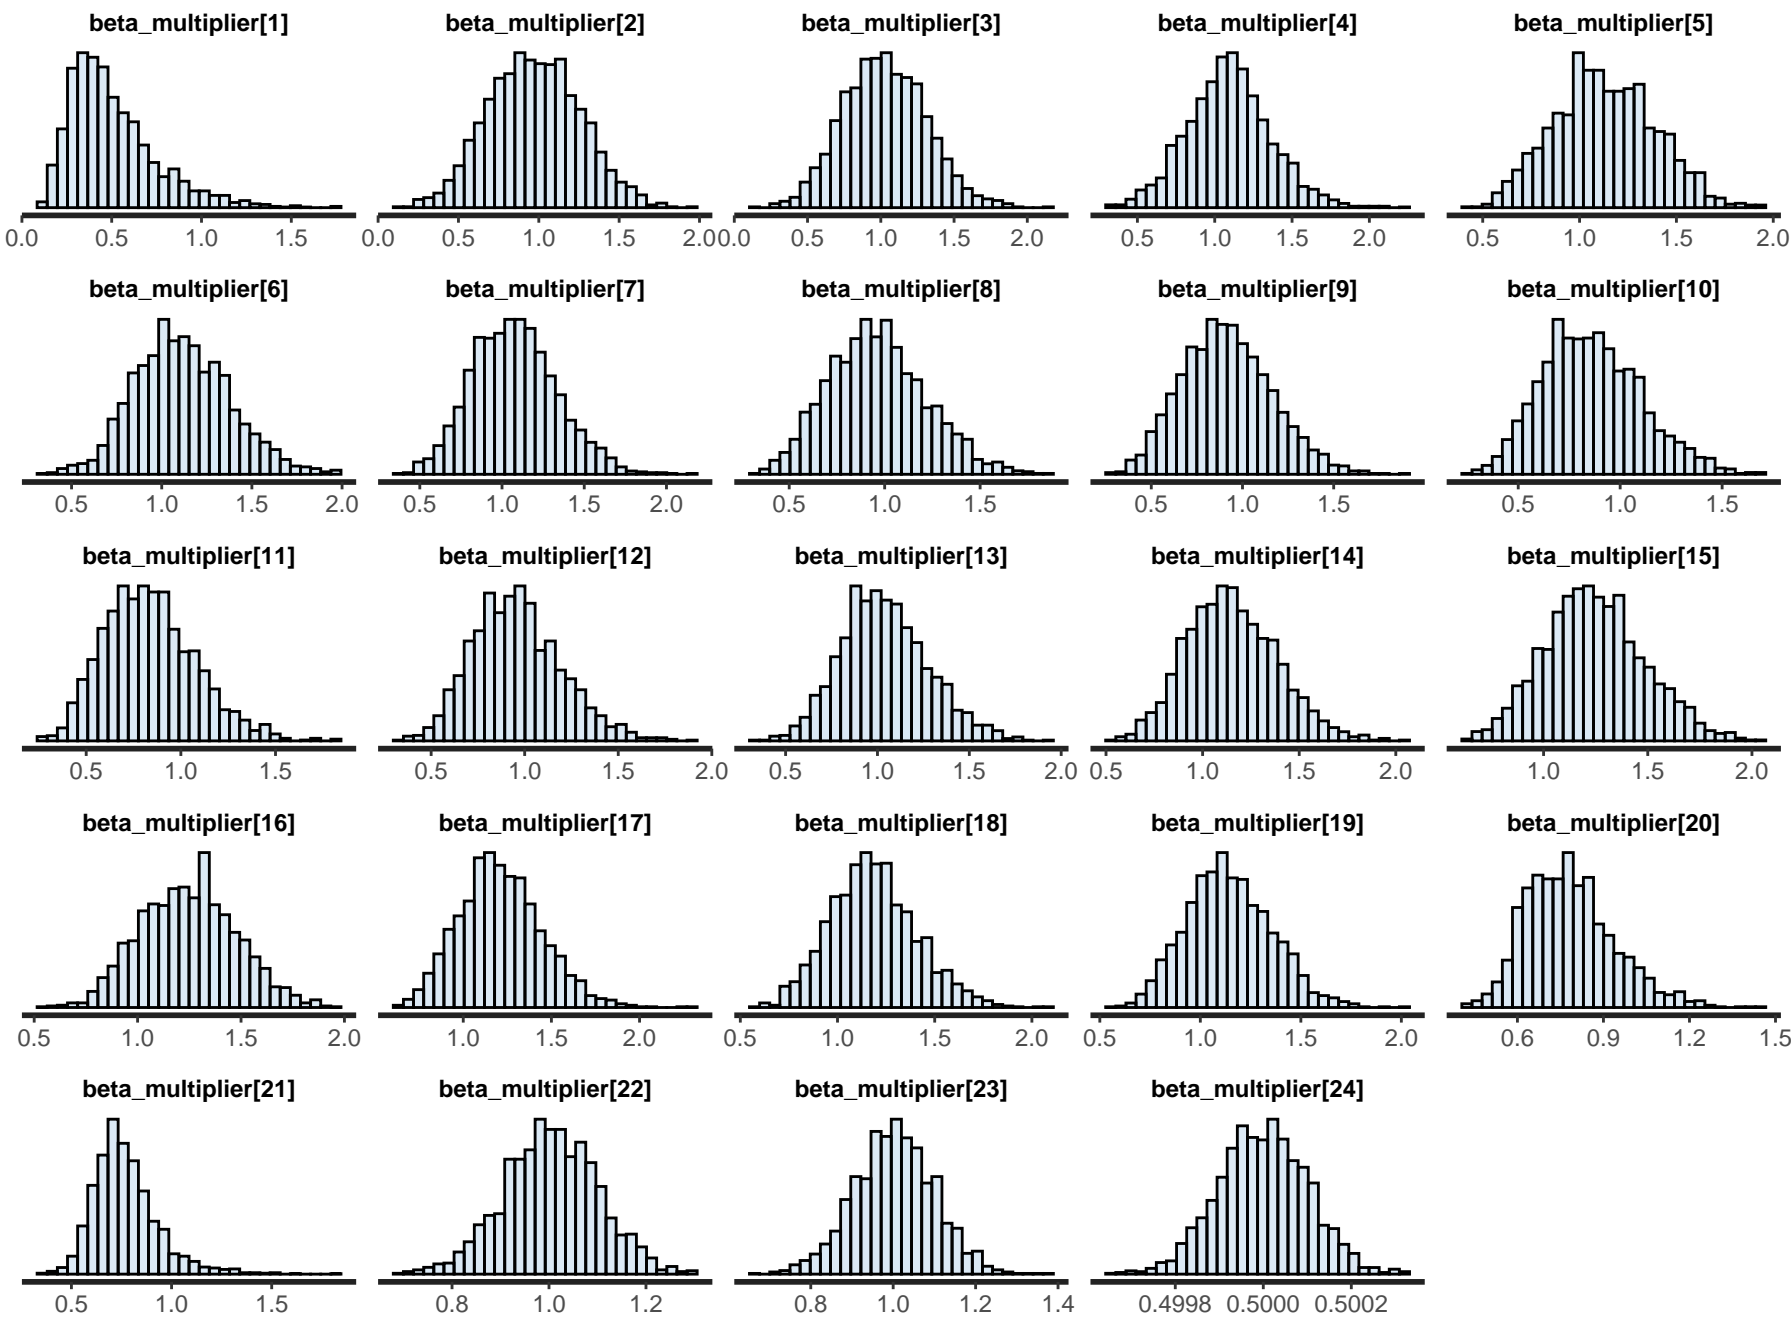 beta_multiplier[1] beta_multiplier[2] beta_multiplier[3] beta_multiplier[4] beta_multiplier[5]
0.0 0.5 1.0 1.5 0.0 0.5 1.0 1.5 2.0 0.0 0.5 1.0 1.5 2.0 0.5 1.0 1.5 2.0 0.5 1.0 1.5 2.0
beta_multiplier[6] beta_multiplier[7] beta_multiplier[8] beta_multiplier[9] beta_multiplier[10]
0.5 1.0 1.5 2.0 0.5 1.0 1.5 2.0 0.5 1.0 1.5 0.5 1.0 1.5 0.5 1.0 1.5
beta_multiplier[11] beta_multiplier[12] beta_multiplier[13] beta_multiplier[14] beta_multiplier[15]
0.5 1.0 1.5 0.5 1.0 1.5 2.0 0.5 1.0 1.5 2.0 0.5 1.0 1.5 2.0 1.0 1.5 2.0
beta_multiplier[16] beta_multiplier[17] beta_multiplier[18] beta_multiplier[19] beta_multiplier[20]
0.5 1.0 1.5 2.0 1.0 1.5 2.0 0.5 1.0 1.5 2.0 0.5 1.0 1.5 2.0 0.6 0.9 1.2 1.5
beta_multiplier[21] beta_multiplier[22] beta_multiplier[23] beta_multiplier[24]
0.5 1.0 1.5 0.8 1.0 1.2 0.8 1.0 1.2 1.4 0.4998 0.5000 0.5002